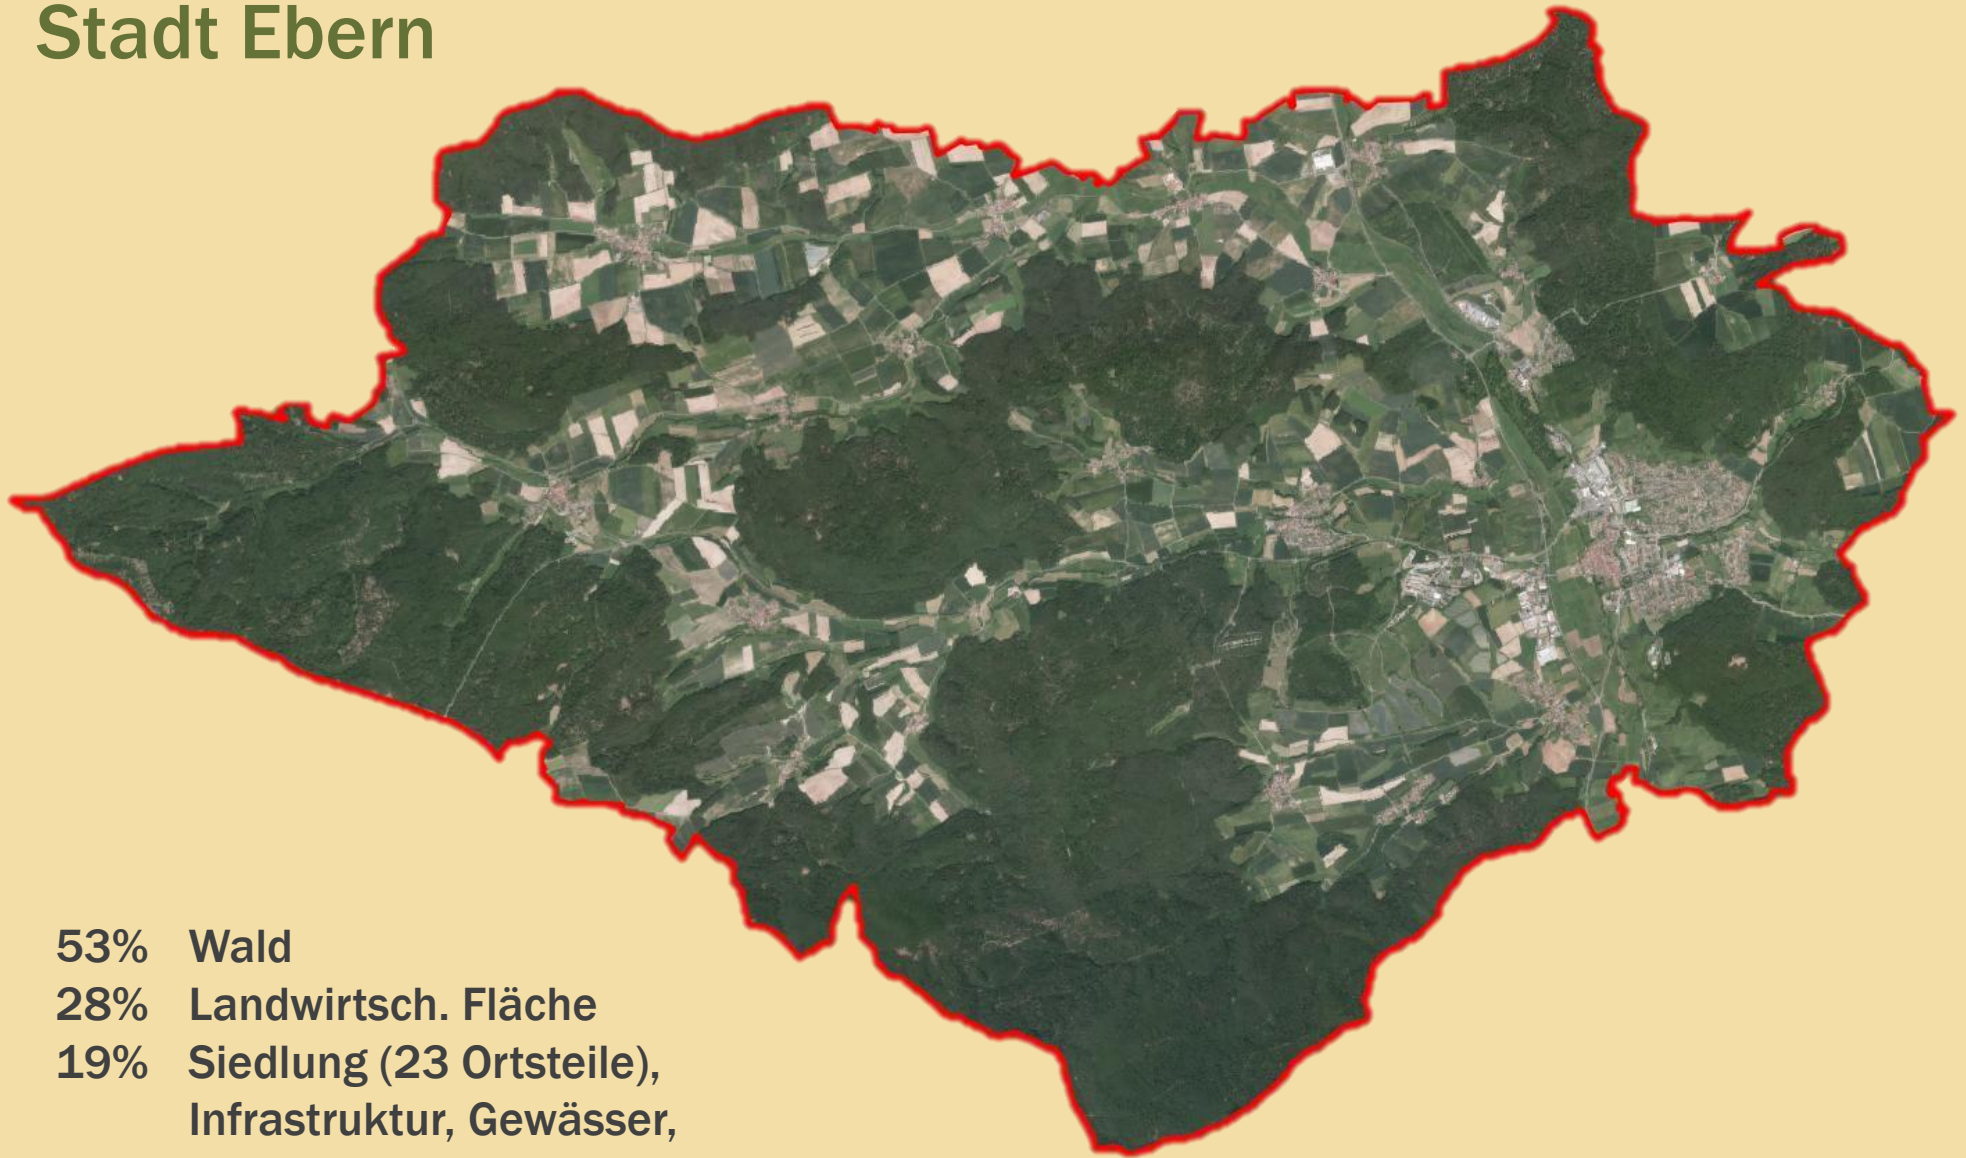 Stadt Ebern
53% Wald
28% Landwirtsch. Fläche
19% Siedlung (23 Ortsteile),
Infrastruktur, Gewässer,